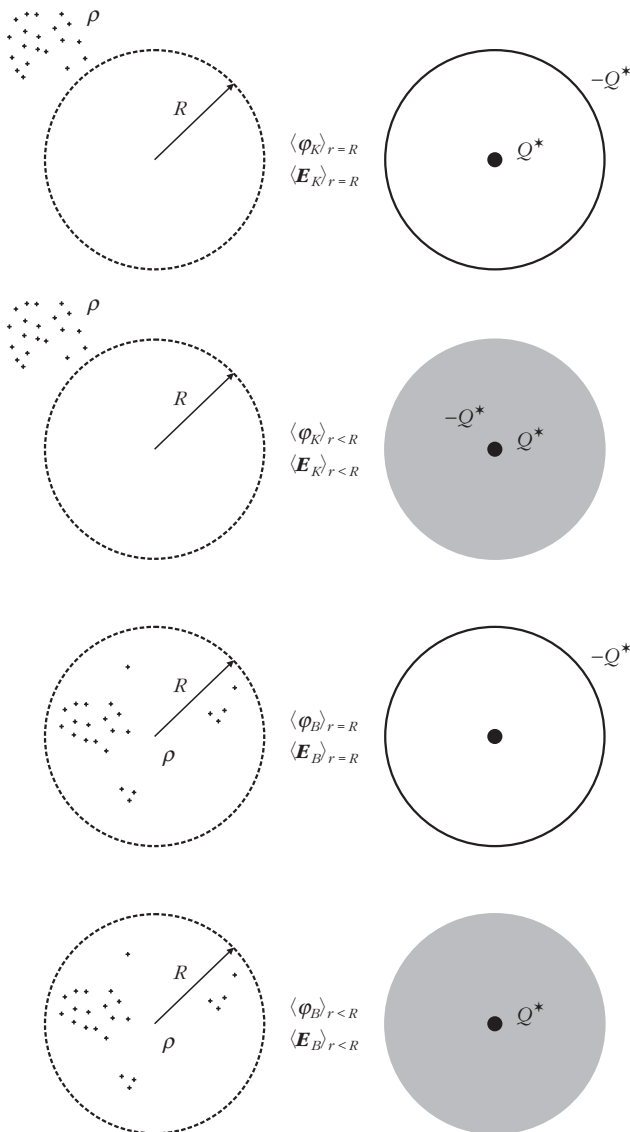 ρ
R
⟨φ_K⟩_{r = R}
⟨E_K⟩_{r = R}
−Q*
Q*
ρ
R
⟨φ_K⟩_{r < R}
⟨E_K⟩_{r < R}
−Q*
Q*
R
ρ
⟨φ_B⟩_{r = R}
⟨E_B⟩_{r = R}
−Q*
R
ρ
⟨φ_B⟩_{r < R}
⟨E_B⟩_{r < R}
Q*